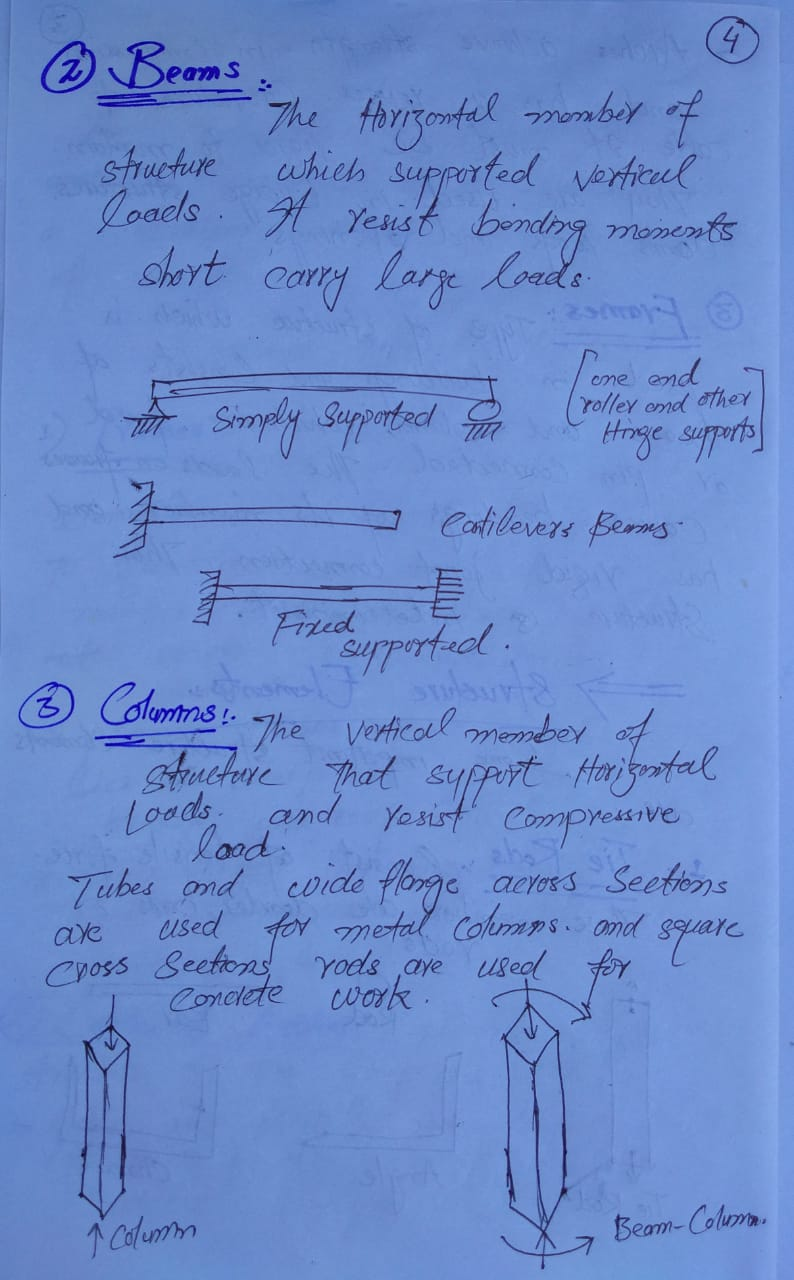 4
② Beams :.
The Horizontal member of
structure which supported vertical
loads. It resist bending moments
short carry large loads.
Simply Supported
[one end
roller and other
Hinge supports]
Cantilevers Beams.
Fixed
supported.
③ Columns:. The vertical member of
structure that support Horizontal
Loads. and resist compressive
load.
Tubes and wide flange across Sections
are used for metal columns. and square
cross Sections rods are used for
concrete work.
Column
Beam-Column.